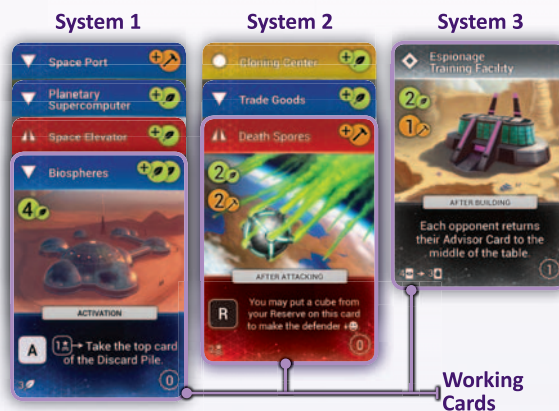 System 1
System 2
System 3
Space Port
Planetary
Supercomputer
Space Elevator
Biospheres
4
ACTIVATION
A
Take the top card
of the Discard Pile.
3
0
Cloning Center
Trade Goods
Death Spores
2
2
AFTER ATTACKING
R
You may put a cube from
your Reserve on this card
to make the defender
0
Espionage
Training Facility
2
1
AFTER BUILDING
Each opponent returns
their Advisor Card to the
middle of the table.
1
Working
Cards